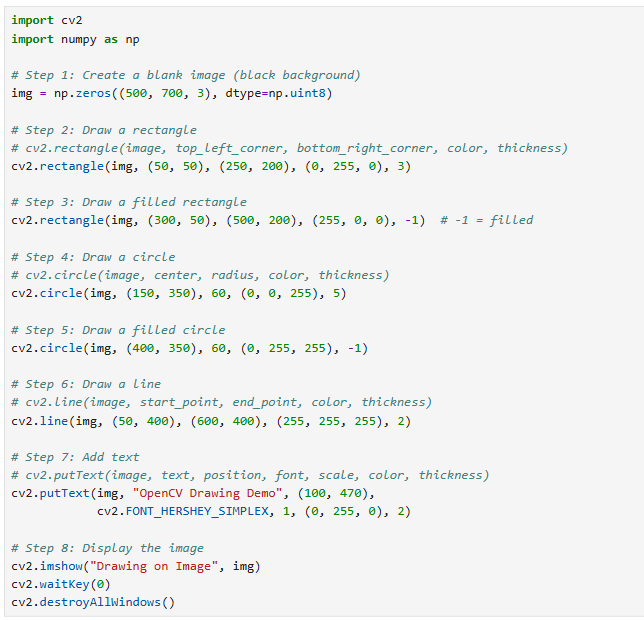 import cv2
import numpy as np

# Step 1: Create a blank image (black background)
img = np.zeros((500, 700, 3), dtype=np.uint8)

# Step 2: Draw a rectangle
# cv2.rectangle(image, top_left_corner, bottom_right_corner, color, thickness)
cv2.rectangle(img, (50, 50), (250, 200), (0, 255, 0), 3)

# Step 3: Draw a filled rectangle
cv2.rectangle(img, (300, 50), (500, 200), (255, 0, 0), -1)  # -1 = filled

# Step 4: Draw a circle
# cv2.circle(image, center, radius, color, thickness)
cv2.circle(img, (150, 350), 60, (0, 0, 255), 5)

# Step 5: Draw a filled circle
cv2.circle(img, (400, 350), 60, (0, 255, 255), -1)

# Step 6: Draw a line
# cv2.line(image, start_point, end_point, color, thickness)
cv2.line(img, (50, 400), (600, 400), (255, 255, 255), 2)

# Step 7: Add text
# cv2.putText(image, text, position, font, scale, color, thickness)
cv2.putText(img, "OpenCV Drawing Demo", (100, 470),
            cv2.FONT_HERSHEY_SIMPLEX, 1, (0, 255, 0), 2)

# Step 8: Display the image
cv2.imshow("Drawing on Image", img)
cv2.waitKey(0)
cv2.destroyAllWindows()